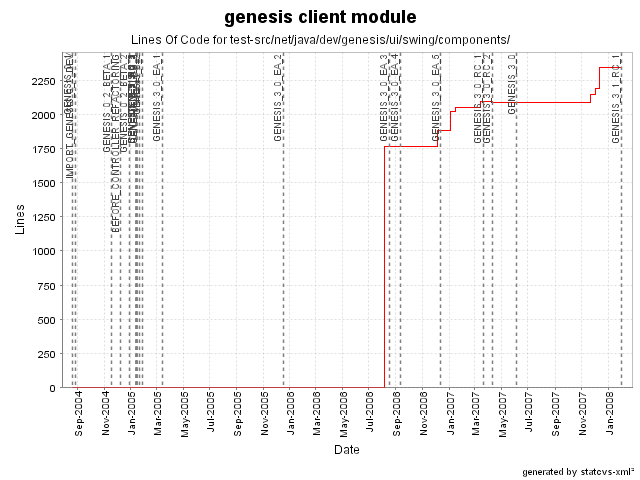 genesis client module
Lines Of Code for test-src/net/java/dev/genesis/ui/swing/components/
Lines
2250
2000
1750
1500
1250
1000
750
500
250
0
BEFORE_CONTROLLER_REFACTORING
GENESIS_3_0_EA_1
GENESIS_3_0_EA_2
GENESIS_3_0_EA_3
GENESIS_3_0_EA_4
GENESIS_3_0_EA_5
GENESIS_3_0_RC_1
GENESIS_3_0_RC_2
GENESIS_3_0
GENESIS_3_1_RC_1
Sep-2004
Nov-2004
Jan-2005
Mar-2005
May-2005
Jul-2005
Sep-2005
Nov-2005
Jan-2006
Mar-2006
May-2006
Jul-2006
Sep-2006
Nov-2006
Jan-2007
Mar-2007
May-2007
Jul-2007
Sep-2007
Nov-2007
Jan-2008
Date
generated by statcvs-xml²